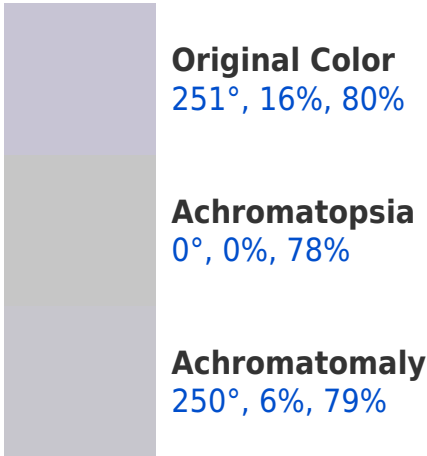 Original Color
251°, 16%, 80%
Achromatopsia
0°, 0%, 78%
Achromatomaly
250°, 6%, 79%